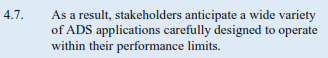 4.7. As a result, stakeholders anticipate a wide variety
of ADS applications carefully designed to operate
within their performance limits.